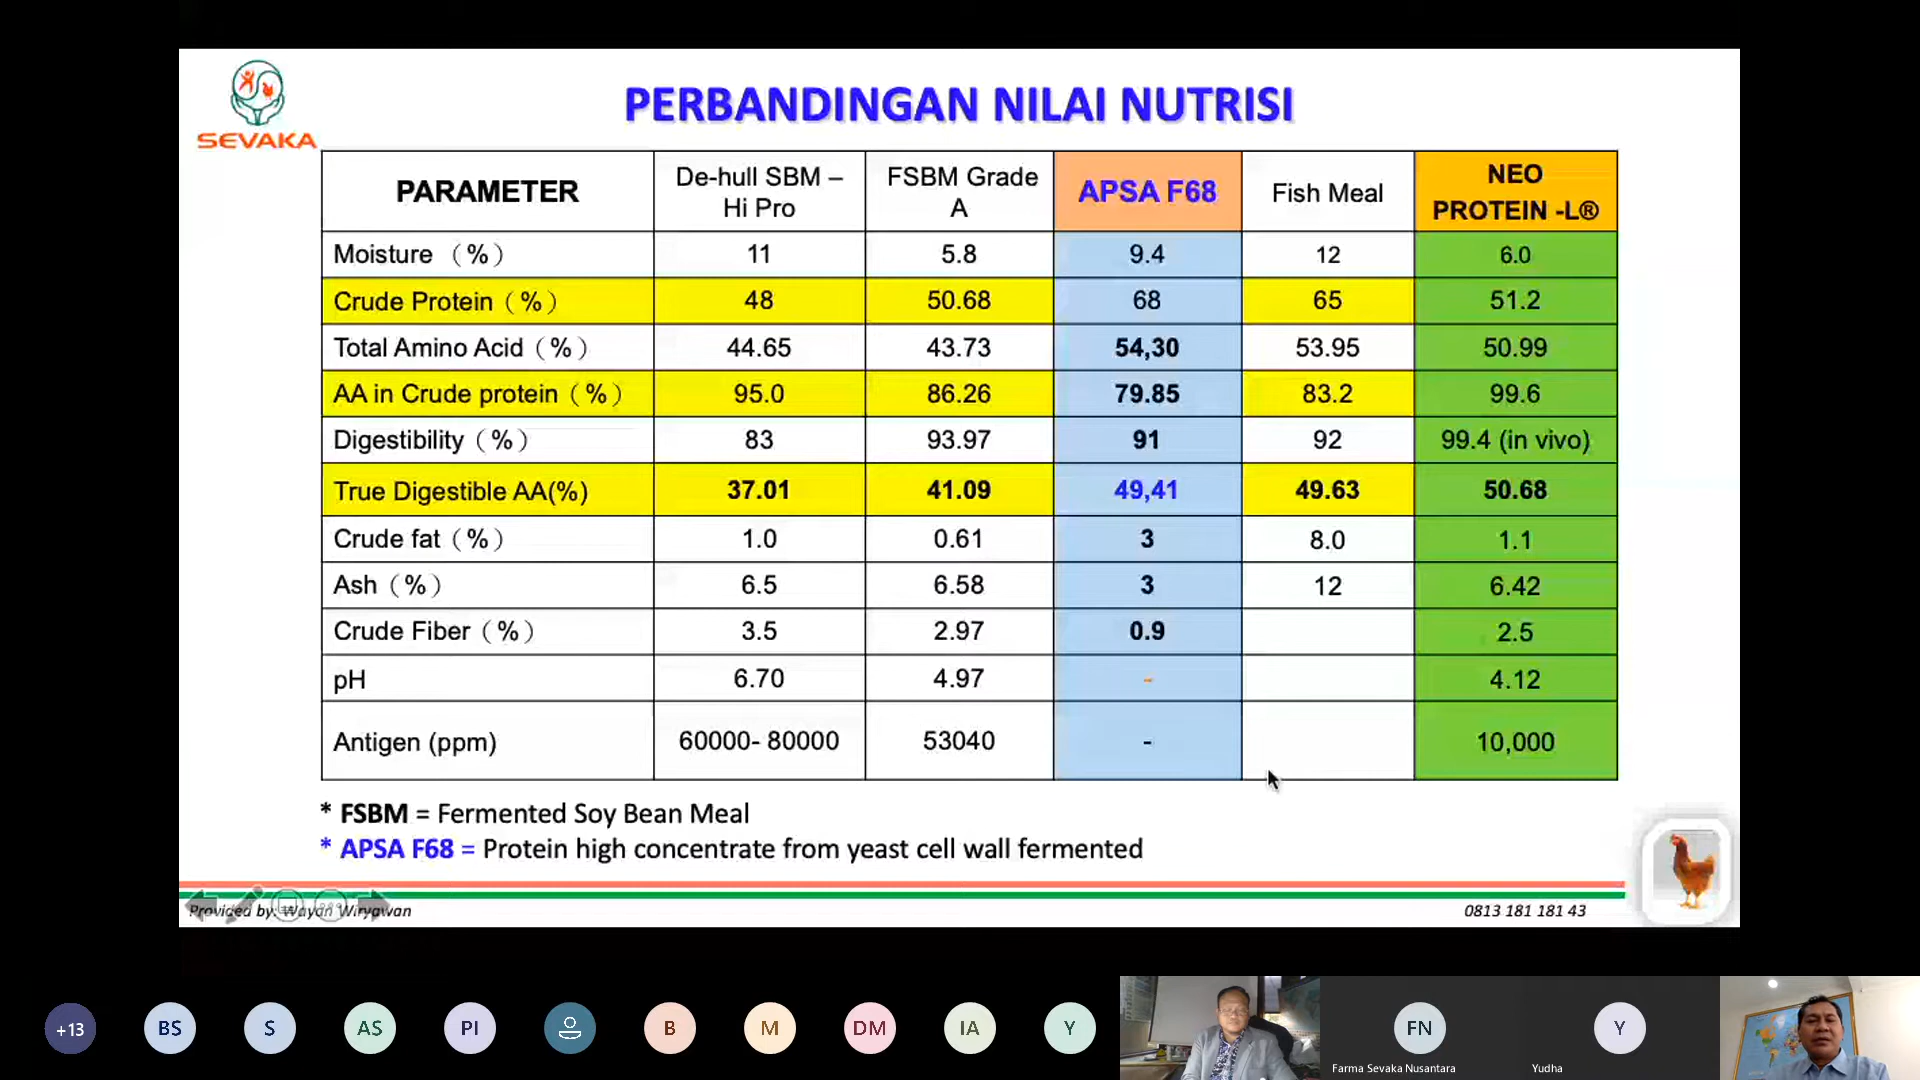 SEVAKA
PERBANDINGAN NILAI NUTRISI
PARAMETER De-hull SBM – Hi Pro FSBM Grade A APSA F68 Fish Meal NEO PROTEIN -L®
Moisture （%） 11 5.8 9.4 12 6.0
Crude Protein（%） 48 50.68 68 65 51.2
Total Amino Acid（%） 44.65 43.73 54,30 53.95 50.99
AA in Crude protein（%） 95.0 86.26 79.85 83.2 99.6
Digestibility（%） 83 93.97 91 92 99.4 (in vivo)
True Digestible AA(%) 37.01 41.09 49,41 49.63 50.68
Crude fat（%） 1.0 0.61 3 8.0 1.1
Ash（%） 6.5 6.58 3 12 6.42
Crude Fiber（%） 3.5 2.97 0.9 2.5
pH 6.70 4.97 - 4.12
Antigen (ppm) 60000- 80000 53040 - 10,000
* FSBM = Fermented Soy Bean Meal
* APSA F68 = Protein high concentrate from yeast cell wall fermented
Provided by: Wayan Wiryawan 0813 181 181 43
+13 BS S AS PI B M DM IA Y FN Y
Farma Sevaka Nusantara Yudha